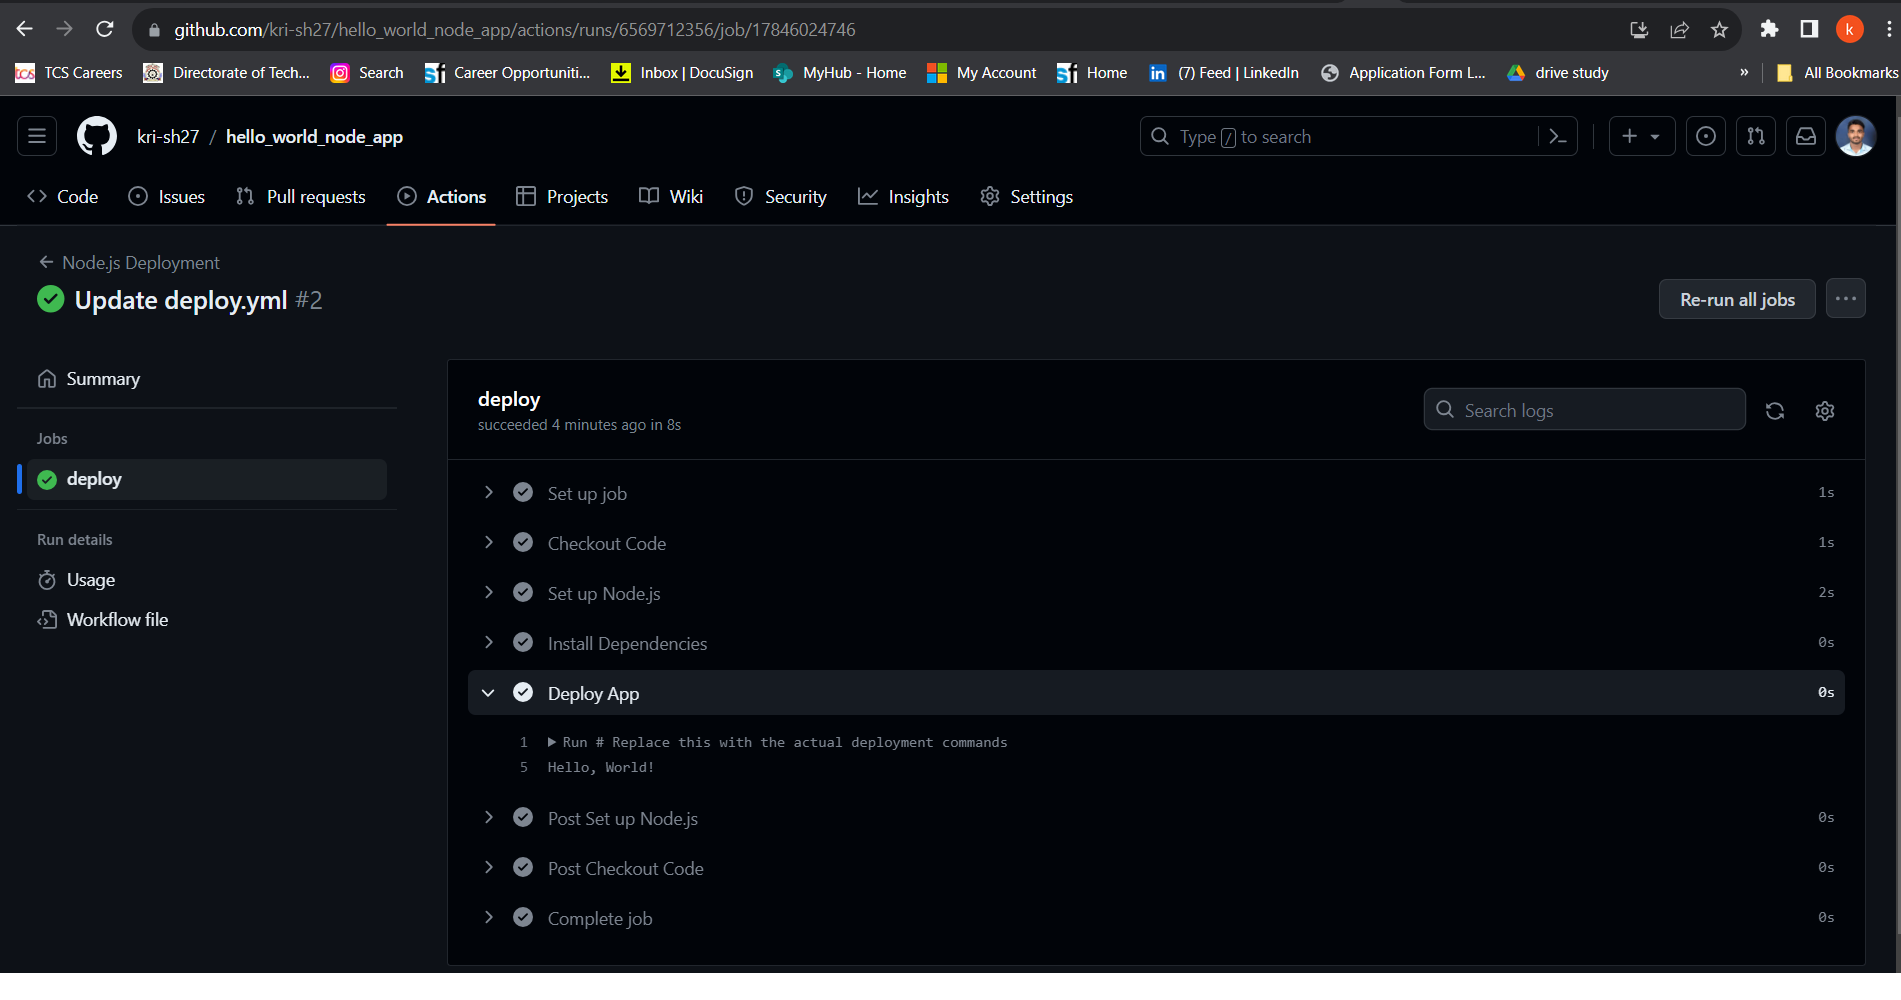 github.com/kri-sh27/hello_world_node_app/actions/runs/6569712356/job/17846024746
k
tcs TCS Careers Directorate of Tech... Search Career Opportuniti... Inbox | DocuSign MyHub - Home My Account Home (7) Feed | LinkedIn Application Form L... drive study » All Bookmarks
kri-sh27 / hello_world_node_app
Type / to search
Code Issues Pull requests Actions Projects Wiki Security Insights Settings
Node.js Deployment
Update deploy.yml #2
Re-run all jobs
Summary
Jobs
deploy
Run details
Usage
Workflow file
deploy
succeeded 4 minutes ago in 8s
Search logs
Set up job 1s
Checkout Code 1s
Set up Node.js 2s
Install Dependencies 0s
Deploy App 0s
1 Run # Replace this with the actual deployment commands
5 Hello, World!
Post Set up Node.js 0s
Post Checkout Code 0s
Complete job 0s